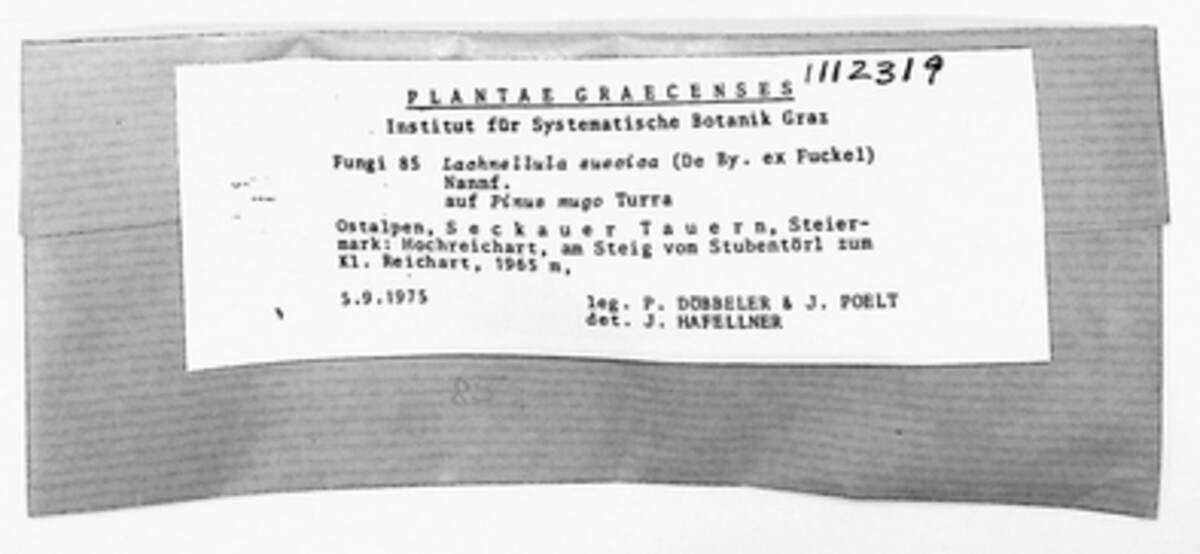 1112319
PLANTAE GRAECENSES
Institut für Systematische Botanik Graz
Fungi 85 Lachnellula suecica (De By. ex Fuckel)
Nannf.
auf Pinus mugo Turra
Ostalpen, Seckauer Tauern, Steier-
mark: Hochreichart, am Steig vom Stubentörl zum
Kl. Reichart, 1965 m,
5.9.1975
leg. P. DÖBBELER & J. POELT
det. J. HAFELLNER